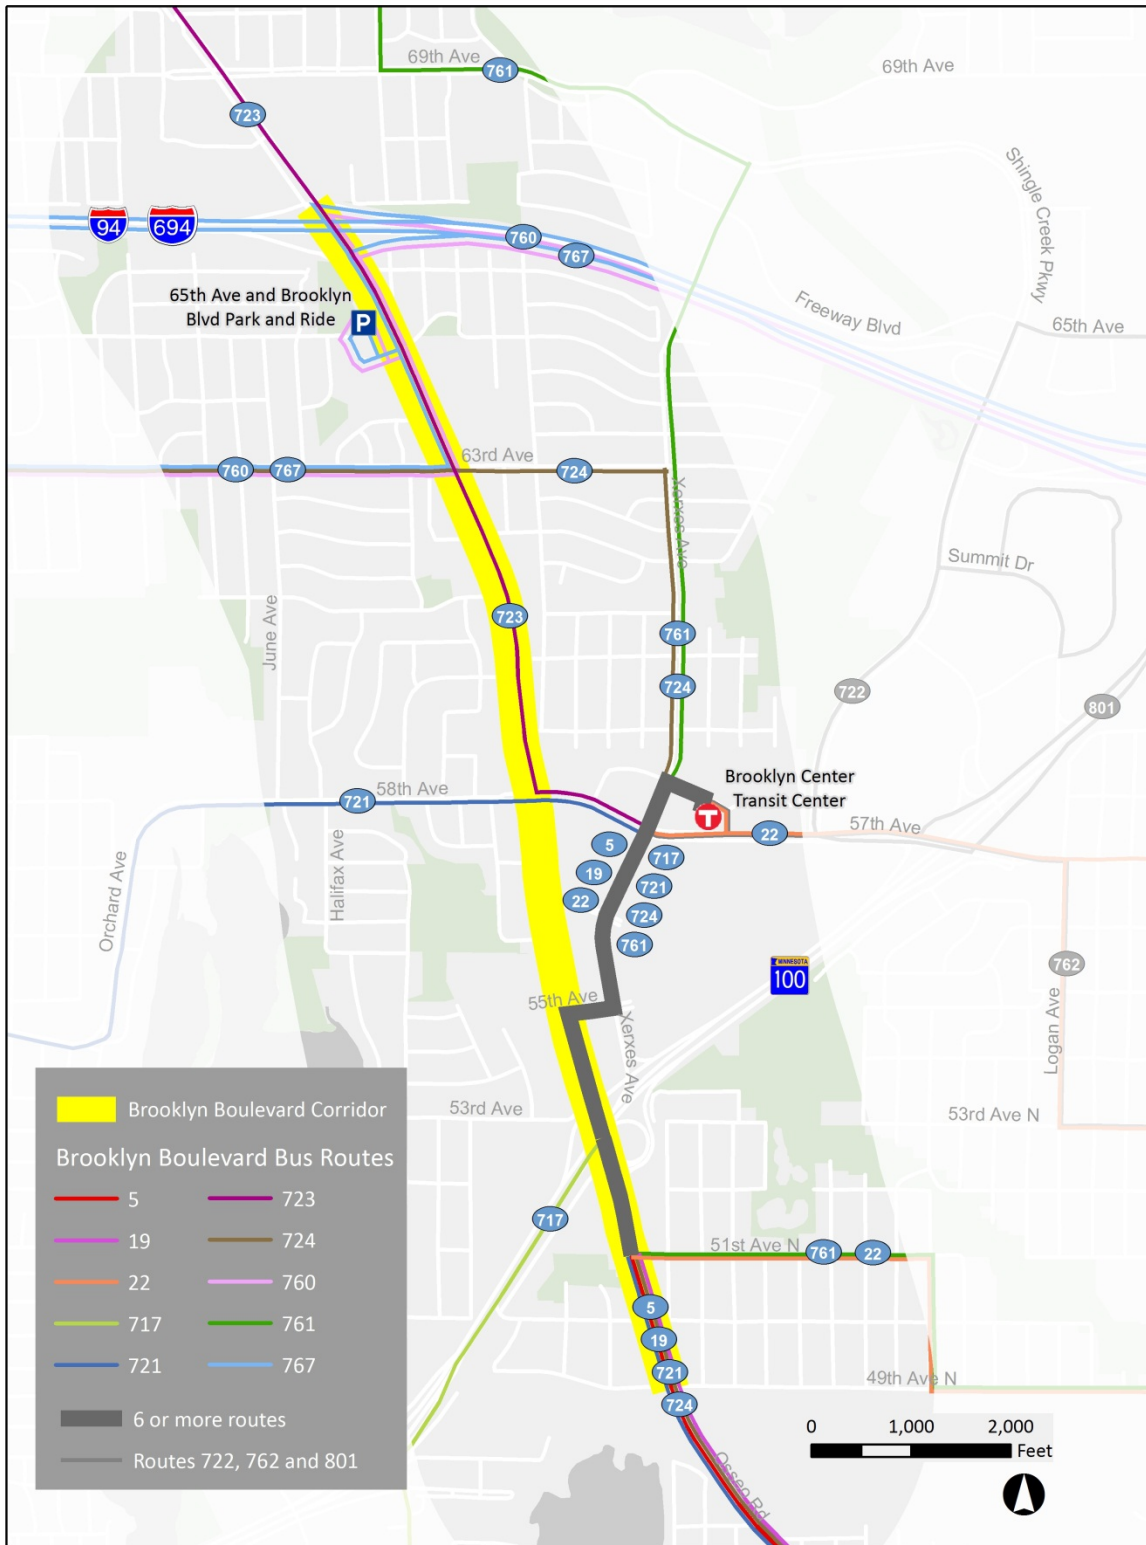 69th Ave
761
69th Ave
723
Shingle Creek Pkwy
94
694
760
767
65th Ave and Brooklyn
Blvd Park and Ride
P
Freeway Blvd
65th Ave
63rd Ave
760
767
724
Xerxes Ave
Summit Dr
June Ave
723
761
724
722
801
Brooklyn Center
Transit Center
T
58th Ave
721
57th Ave
22
5
717
19
721
22
724
761
Orchard Ave
Halifax Ave
MINNESOTA
100
762
55th Ave
Xerxes Ave
Logan Ave
53rd Ave
53rd Ave N
717
51st Ave N
761
22
5
19
721
49th Ave N
724
Osseo Rd
Brooklyn Boulevard Corridor
Brooklyn Boulevard Bus Routes
5
723
19
724
22
760
717
761
721
767
6 or more routes
Routes 722, 762 and 801
0
1,000
2,000
Feet